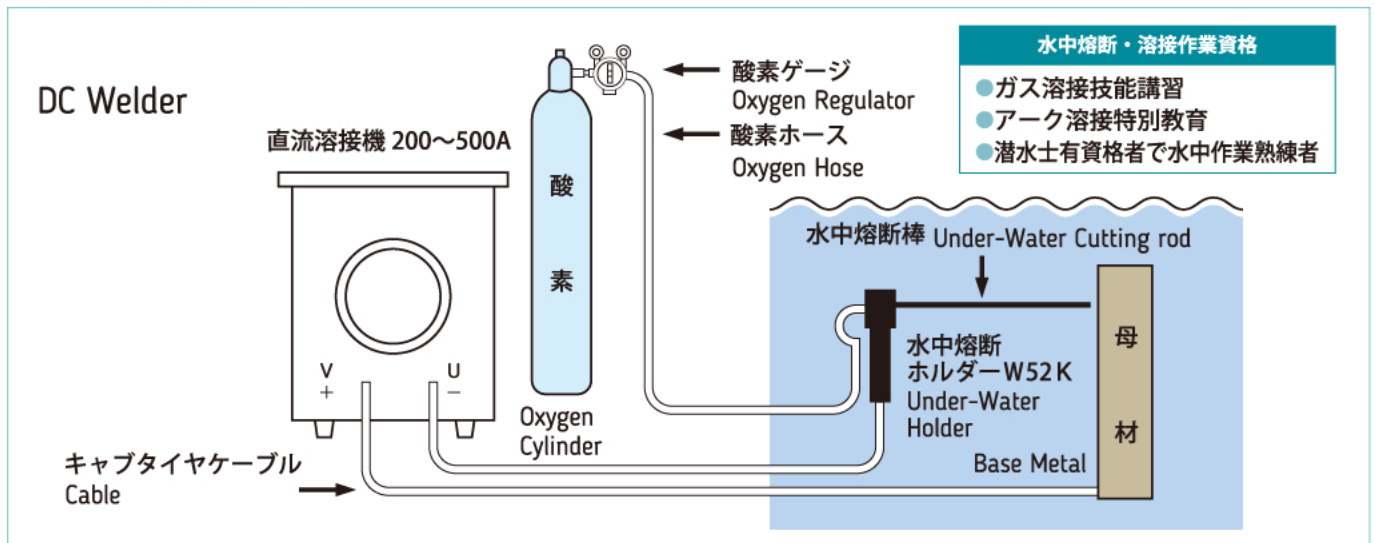 DC Welder
直流溶接機 200～500A
V
+
U
−
キャブタイヤケーブル
Cable
酸
素
Oxygen
Cylinder
酸素ゲージ
Oxygen Regulator
酸素ホース
Oxygen Hose
水中熔断・溶接作業資格
●ガス溶接技能講習
●アーク溶接特別教育
●潜水士有資格者で水中作業熟練者
水中熔断棒 Under-Water Cutting rod
水中熔断
ホルダーW52K
Under-Water
Holder
母
材
Base Metal